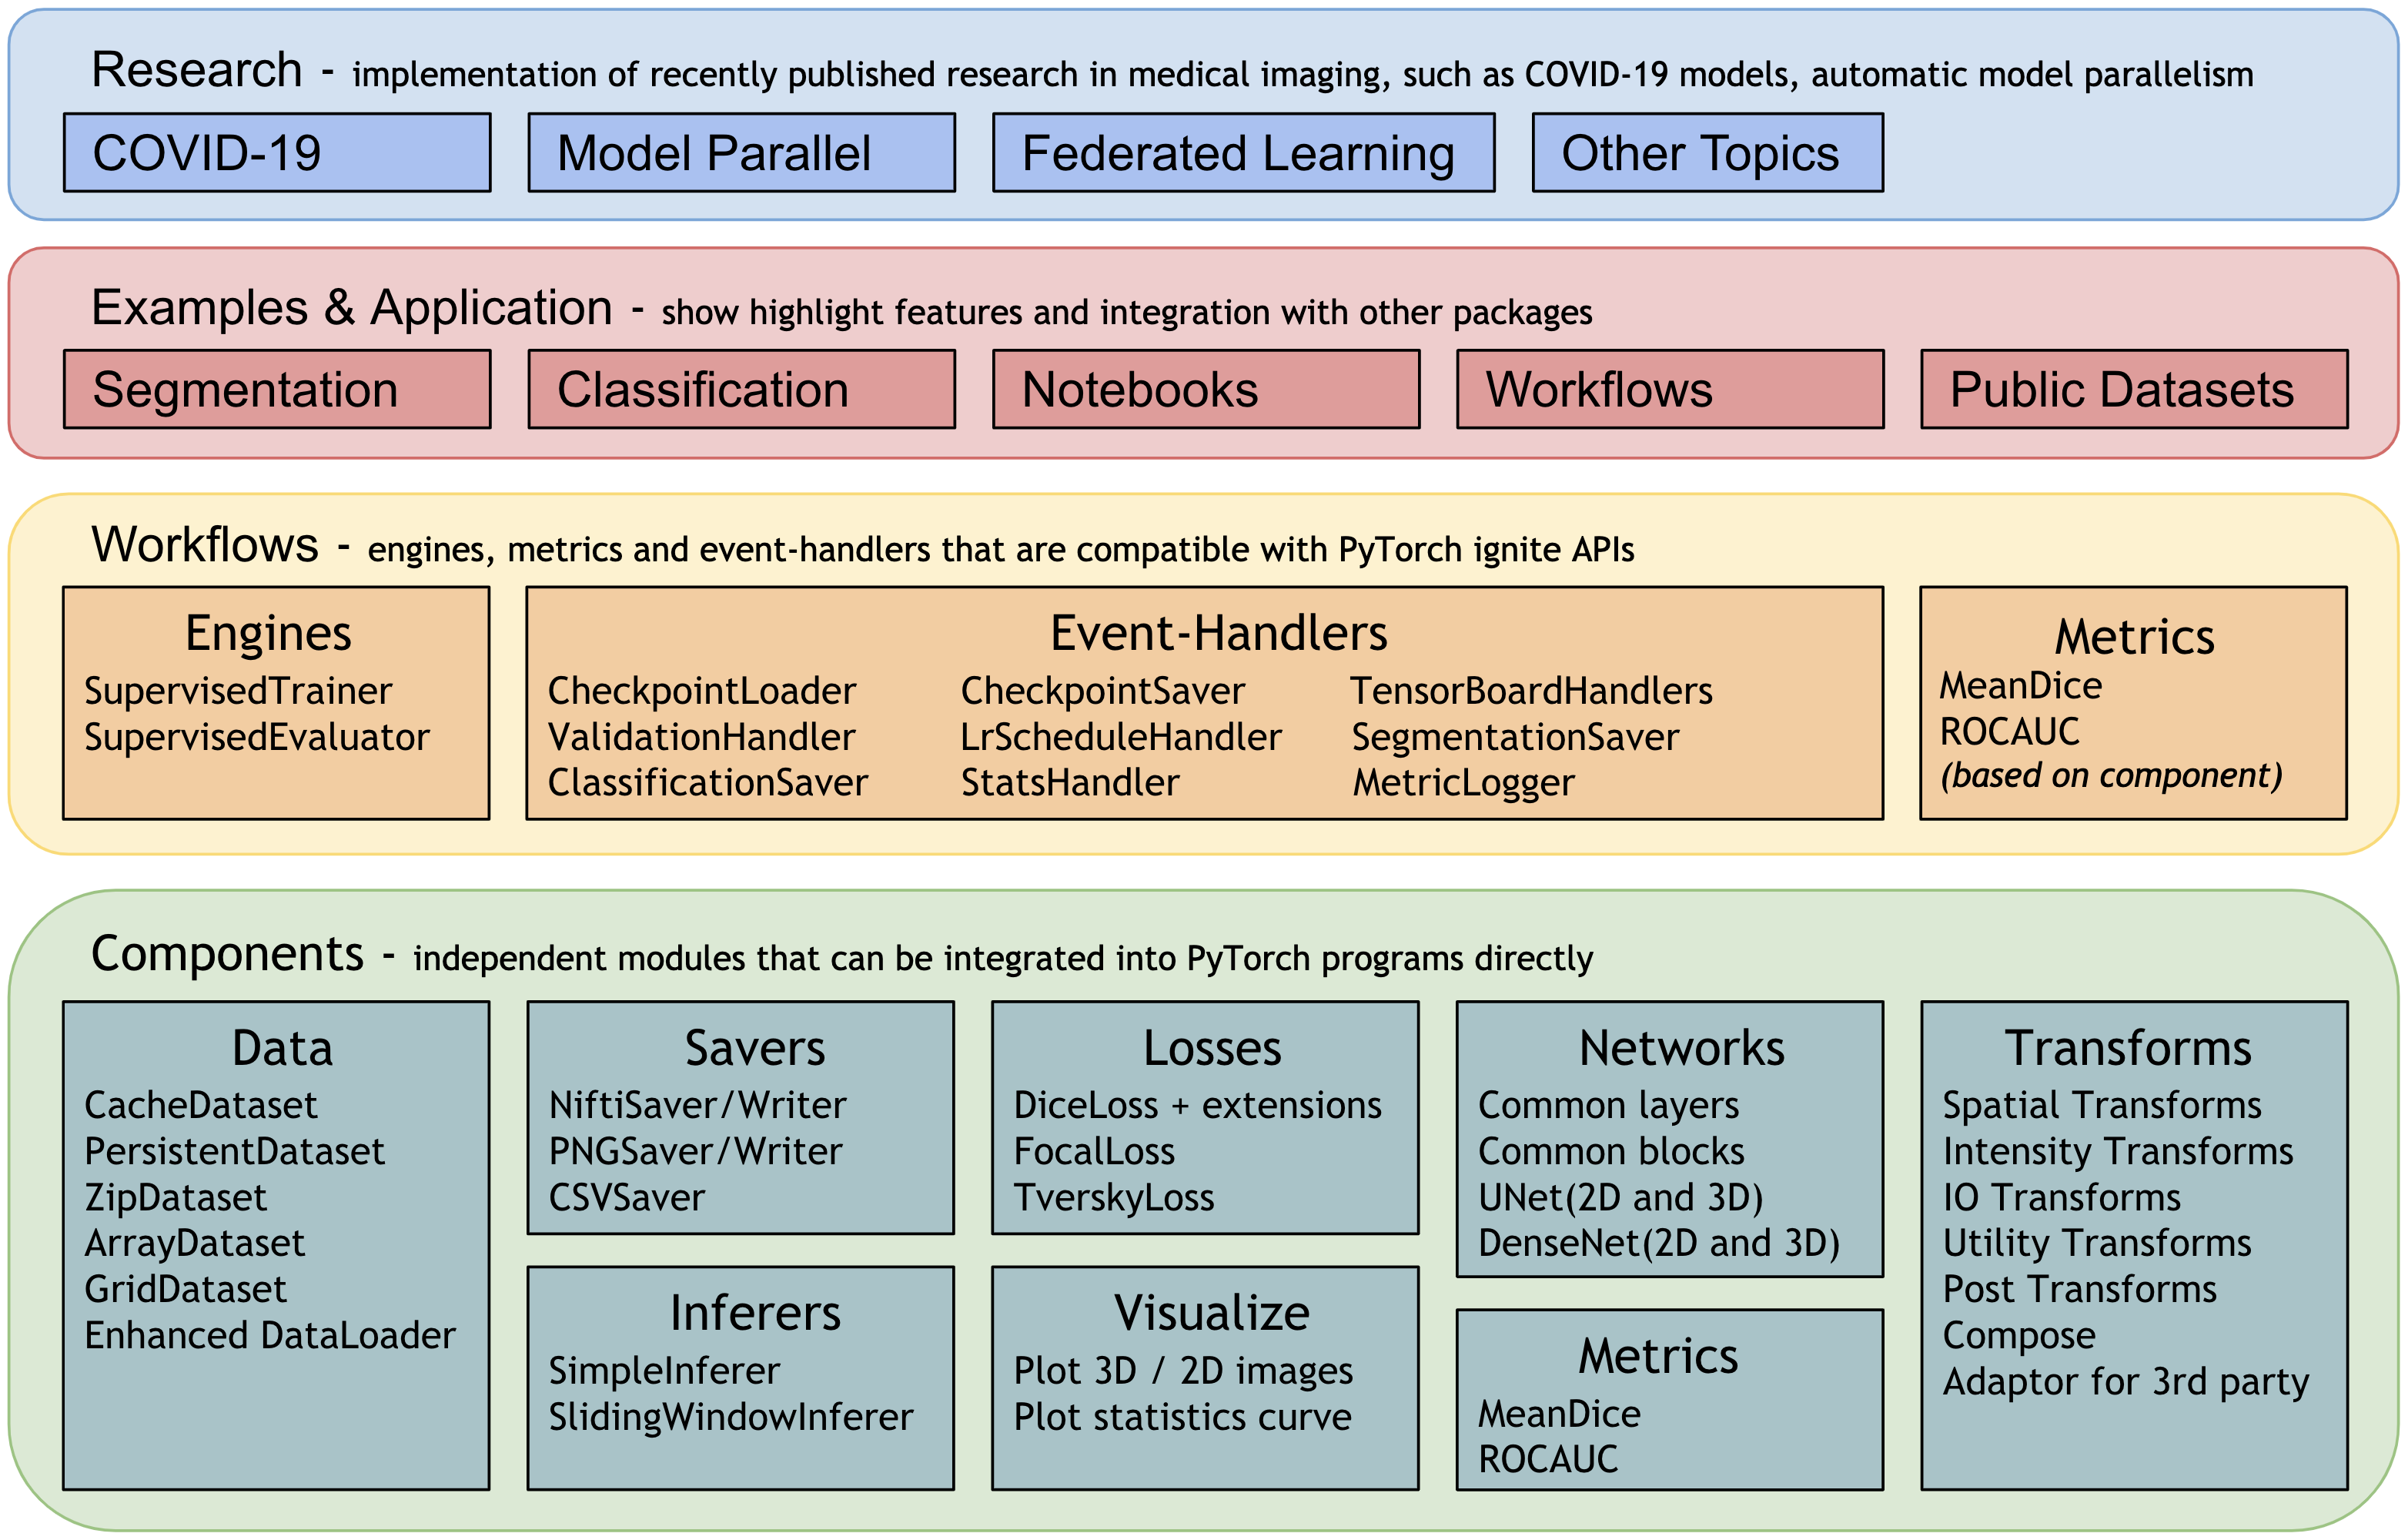 Research - implementation of recently published research in medical imaging, such as COVID-19 models, automatic model parallelism
COVID-19
Model Parallel
Federated Learning
Other Topics
Examples & Application - show highlight features and integration with other packages
Segmentation
Classification
Notebooks
Workflows
Public Datasets
Workflows - engines, metrics and event-handlers that are compatible with PyTorch ignite APIs
Engines
SupervisedTrainer
SupervisedEvaluator
Event-Handlers
CheckpointLoader
CheckpointSaver
TensorBoardHandlers
ValidationHandler
LrScheduleHandler
SegmentationSaver
ClassificationSaver
StatsHandler
MetricLogger
Metrics
MeanDice
ROCAUC
(based on component)
Components - independent modules that can be integrated into PyTorch programs directly
Data
CacheDataset
PersistentDataset
ZipDataset
ArrayDataset
GridDataset
Enhanced DataLoader
Savers
NiftiSaver/Writer
PNGSaver/Writer
CSVSaver
Inferers
SimpleInferer
SlidingWindowInferer
Losses
DiceLoss + extensions
FocalLoss
TverskyLoss
Visualize
Plot 3D / 2D images
Plot statistics curve
Networks
Common layers
Common blocks
UNet(2D and 3D)
DenseNet(2D and 3D)
Metrics
MeanDice
ROCAUC
Transforms
Spatial Transforms
Intensity Transforms
IO Transforms
Utility Transforms
Post Transforms
Compose
Adaptor for 3rd party